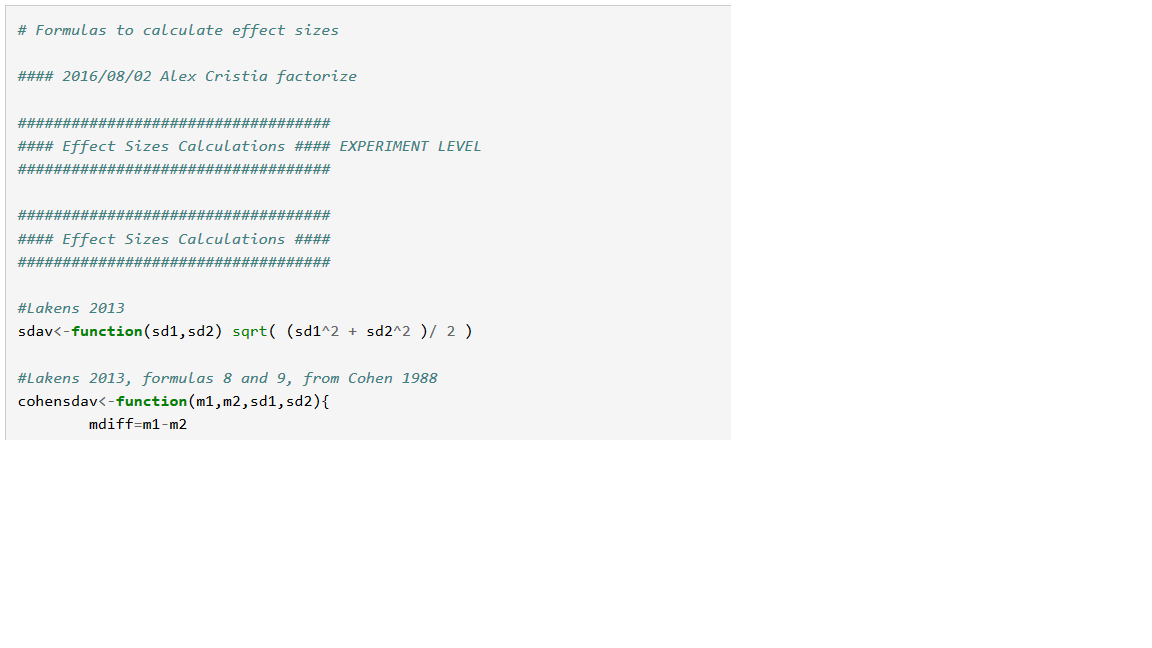 # Formulas to calculate effect sizes
#### 2016/08/02 Alex Cristia factorize
###################################
#### Effect Sizes Calculations #### EXPERIMENT LEVEL
###################################
###################################
#### Effect Sizes Calculations ####
###################################
#Lakens 2013
sdav<-function(sd1,sd2) sqrt( (sd1^2 + sd2^2 )/ 2 )
#Lakens 2013, formulas 8 and 9, from Cohen 1988
cohensdav<-function(m1,m2,sd1,sd2){
        mdiff=m1-m2